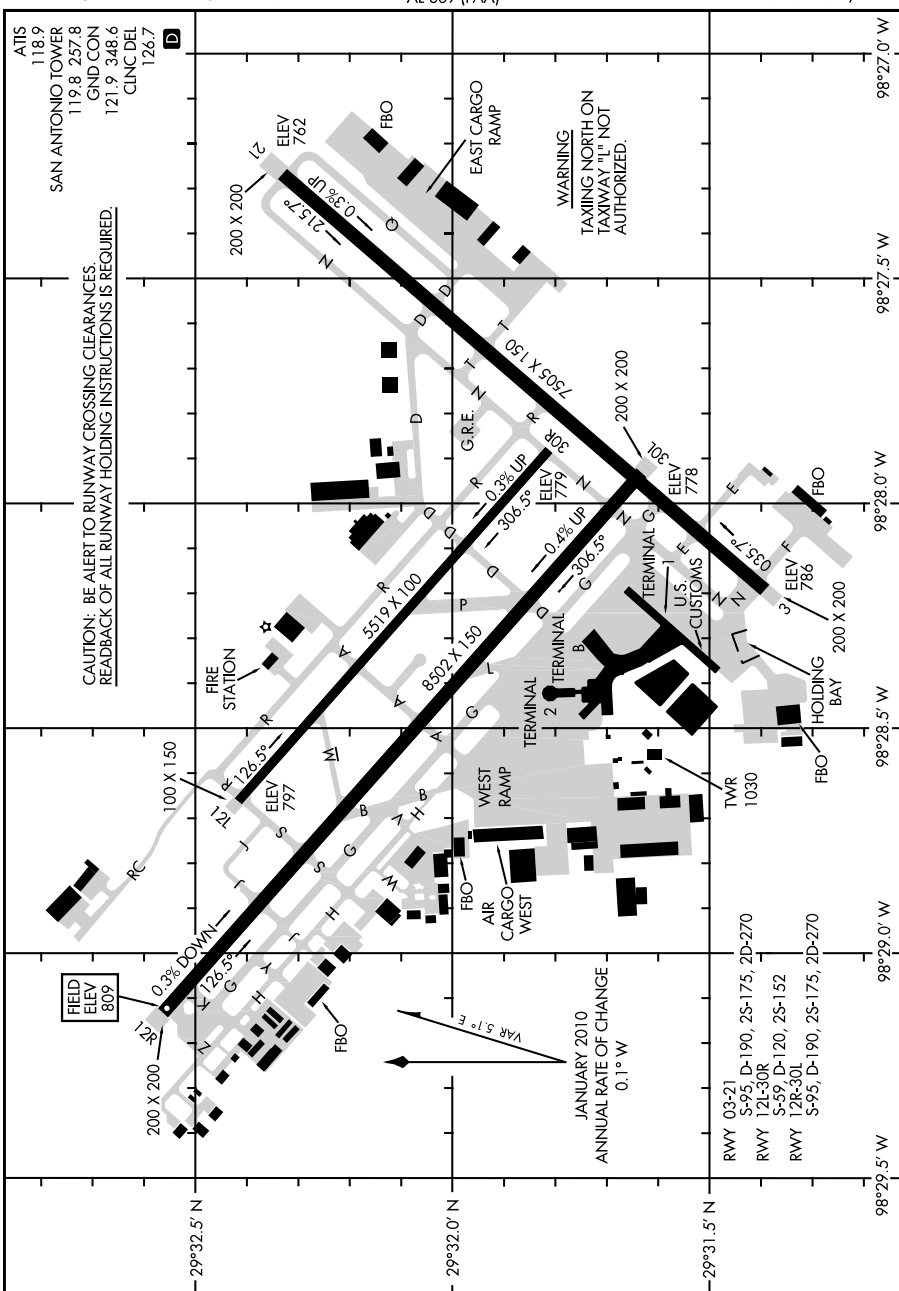 AL-369 (FAA)
ATIS
118.9
SAN ANTONIO TOWER
119.8 257.8
GND CON
121.9 348.6
CLNC DEL
126.7
D
CAUTION: BE ALERT TO RUNWAY CROSSING CLEARANCES.
READBACK OF ALL RUNWAY HOLDING INSTRUCTIONS IS REQUIRED.
FIELD
ELEV
809
200 X 200
12R
0.3% DOWN
126.5°
RC
100 X 150
12L
126.5°
ELEV
797
FIRE
STATION
5519 X 100
8502 X 150
0.3% UP
306.5°
ELEV
779
30R
0.4% UP
306.5°
G.R.E.
200 X 200
21
ELEV
762
215.7°
0.3% UP
FBO
EAST CARGO
RAMP
WARNING
TAXIING NORTH ON
TAXIWAY "L" NOT
AUTHORIZED.
7505 X 150
200 X 200
30L
ELEV
778
035.7°
ELEV
786
3
200 X 200
FBO
HOLDING
BAY
FBO
TERMINAL
1
U.S.
CUSTOMS
TERMINAL
B
TERMINAL
2
WEST
RAMP
TWR
1030
FBO
AIR
CARGO
WEST
FBO
K
G
Y
J
H
H
Z
J
J
S
S
G
H
W
V
H
B
B
R
R
M
A
A
A
G
L
P
R
R
D
D
D
D
G
D
D
D
N
Q
T
T
N
R
N
N
G
E
E
F
N
N
VAR 5.1° E
JANUARY 2010
ANNUAL RATE OF CHANGE
0.1° W
RWY 03-21
S-95, D-190, 2S-175, 2D-270
RWY 12L-30R
S-59, D-120, 2S-152
RWY 12R-30L
S-95, D-190, 2S-175, 2D-270
29°32.5' N
29°32.0' N
29°31.5' N
98°29.5' W
98°29.0' W
98°28.5' W
98°28.0' W
98°27.5' W
98°27.0' W